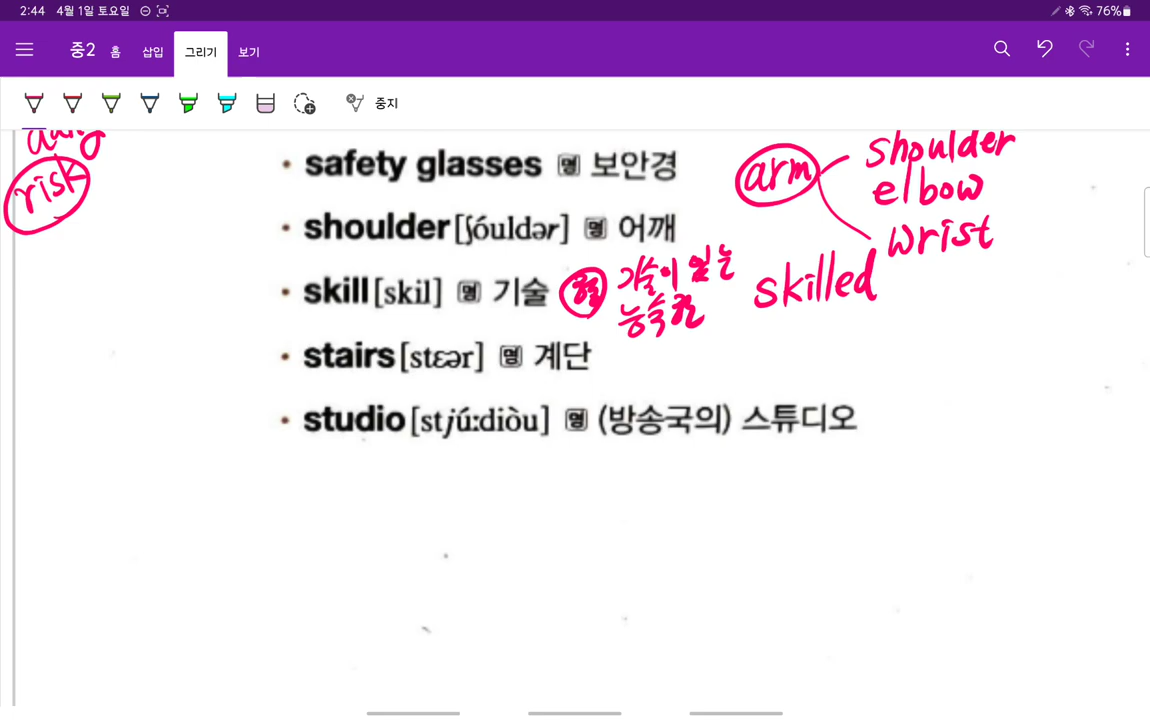 2:44 4월 1일 토요일 76%
중2 홈 삽입 그리기 보기
중지
risk
• safety glasses 명 보안경
• shoulder [ʃóuldər] 명 어깨
• skill [skil] 명 기술 형 기술이 있는
능숙한
• stairs [stɛər] 명 계단
• studio [stjúːdiòu] 명 (방송국의) 스튜디오
arm shoulder
elbow
wrist
skilled